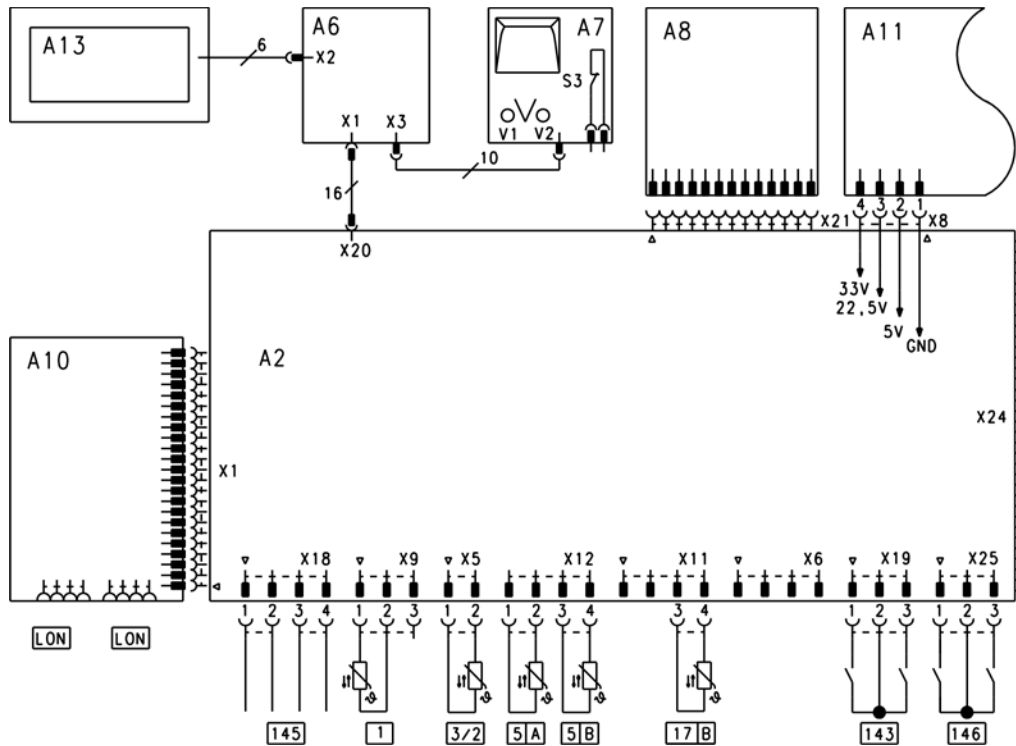 A13
6
X2
A6
X1 X3
16
10
A7
S3
V1 V2
A8
A11
4 3 2 1
X21
X8
X20
33V
22,5V
5V
GND
A10
A2
X24
X1
X18 X9 X5 X12 X11 X6 X19 X25
1 2 3 4 1 2 3 1 2 1 2 3 4 3 4 1 2 3 1 2 3
LON LON
ϑ ϑ ϑ ϑ ϑ
145 1 3/2 5 A 5 B 17 B 143 146